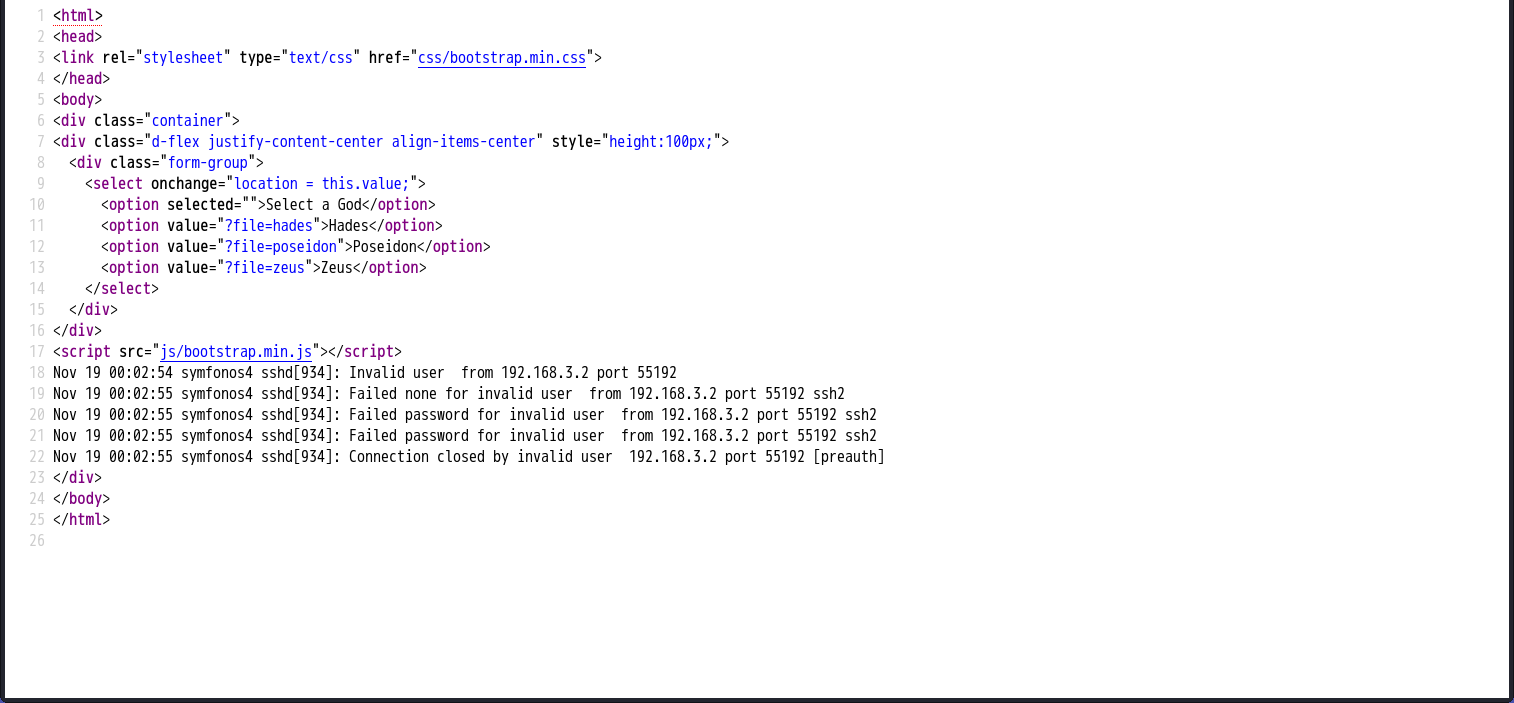 1 <html>
2 <head>
3 <link rel="stylesheet" type="text/css" href="css/bootstrap.min.css">
4 </head>
5 <body>
6 <div class="container">
7 <div class="d-flex justify-content-center align-items-center" style="height:100px;">
8   <div class="form-group">
9     <select onchange="location = this.value;">
10       <option selected="">Select a God</option>
11       <option value="?file=hades">Hades</option>
12       <option value="?file=poseidon">Poseidon</option>
13       <option value="?file=zeus">Zeus</option>
14     </select>
15   </div>
16 </div>
17 <script src="js/bootstrap.min.js"></script>
18 Nov 19 00:02:54 symfonos4 sshd[934]: Invalid user  from 192.168.3.2 port 55192
19 Nov 19 00:02:55 symfonos4 sshd[934]: Failed none for invalid user  from 192.168.3.2 port 55192 ssh2
20 Nov 19 00:02:55 symfonos4 sshd[934]: Failed password for invalid user  from 192.168.3.2 port 55192 ssh2
21 Nov 19 00:02:55 symfonos4 sshd[934]: Failed password for invalid user  from 192.168.3.2 port 55192 ssh2
22 Nov 19 00:02:55 symfonos4 sshd[934]: Connection closed by invalid user  192.168.3.2 port 55192 [preauth]
23 </div>
24 </body>
25 </html>
26